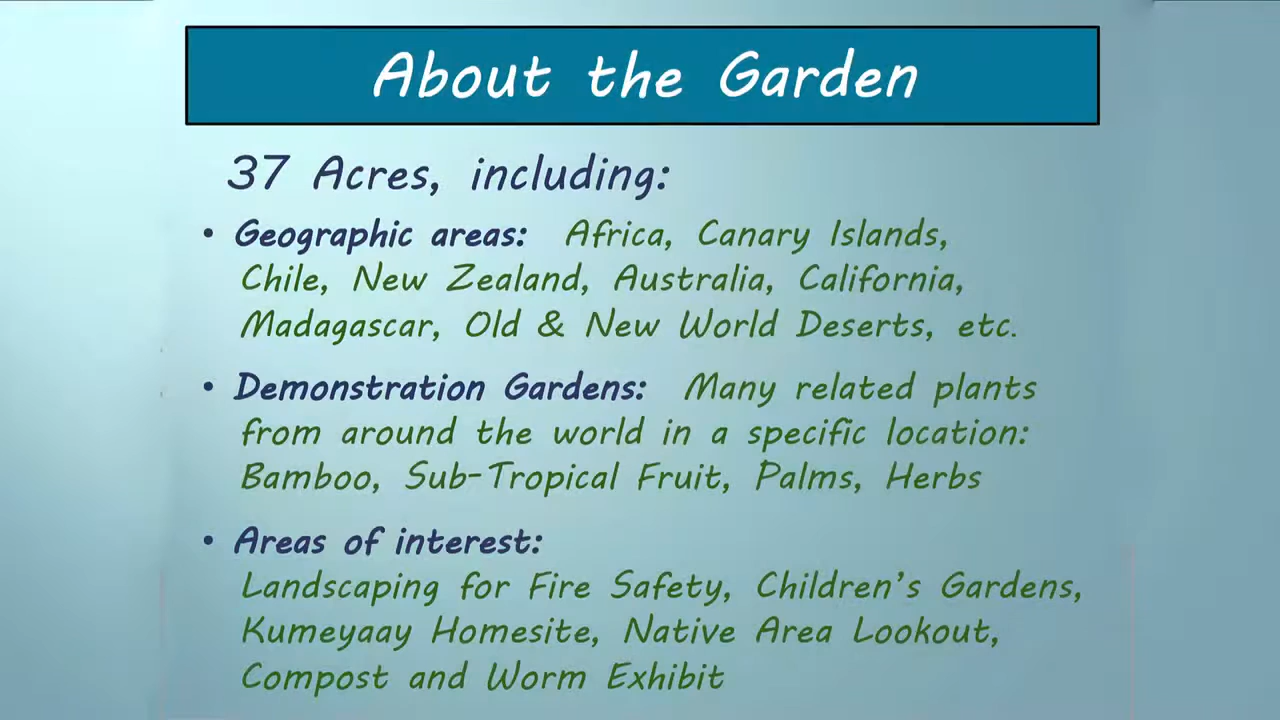 About the Garden
37 Acres, including:
• Geographic areas: Africa, Canary Islands,
Chile, New Zealand, Australia, California,
Madagascar, Old & New World Deserts, etc.
• Demonstration Gardens: Many related plants
from around the world in a specific location:
Bamboo, Sub-Tropical Fruit, Palms, Herbs
• Areas of interest:
Landscaping for Fire Safety, Children’s Gardens,
Kumeyaay Homesite, Native Area Lookout,
Compost and Worm Exhibit